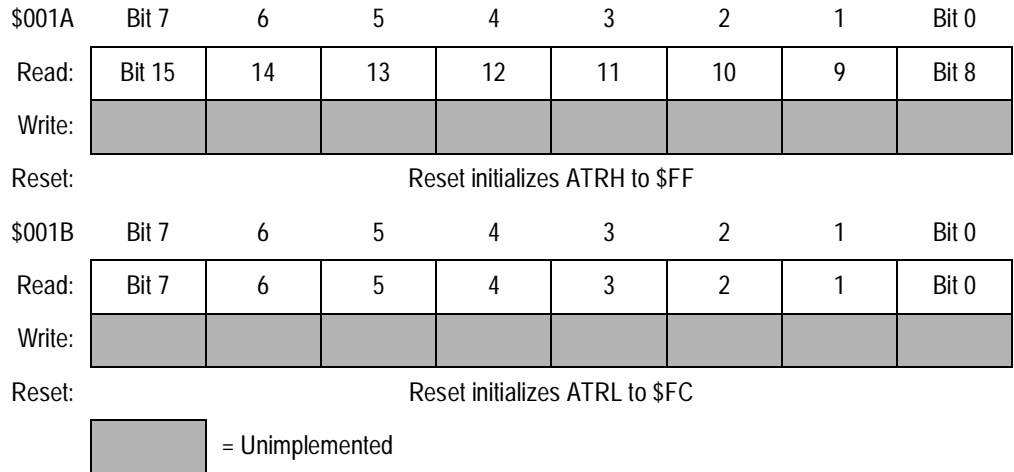 $001A Bit 7 6 5 4 3 2 1 Bit 0
Read: Bit 15 14 13 12 11 10 9 Bit 8
Write:
Reset: Reset initializes ATRH to $FF
$001B Bit 7 6 5 4 3 2 1 Bit 0
Read: Bit 7 6 5 4 3 2 1 Bit 0
Write:
Reset: Reset initializes ATRL to $FC
= Unimplemented